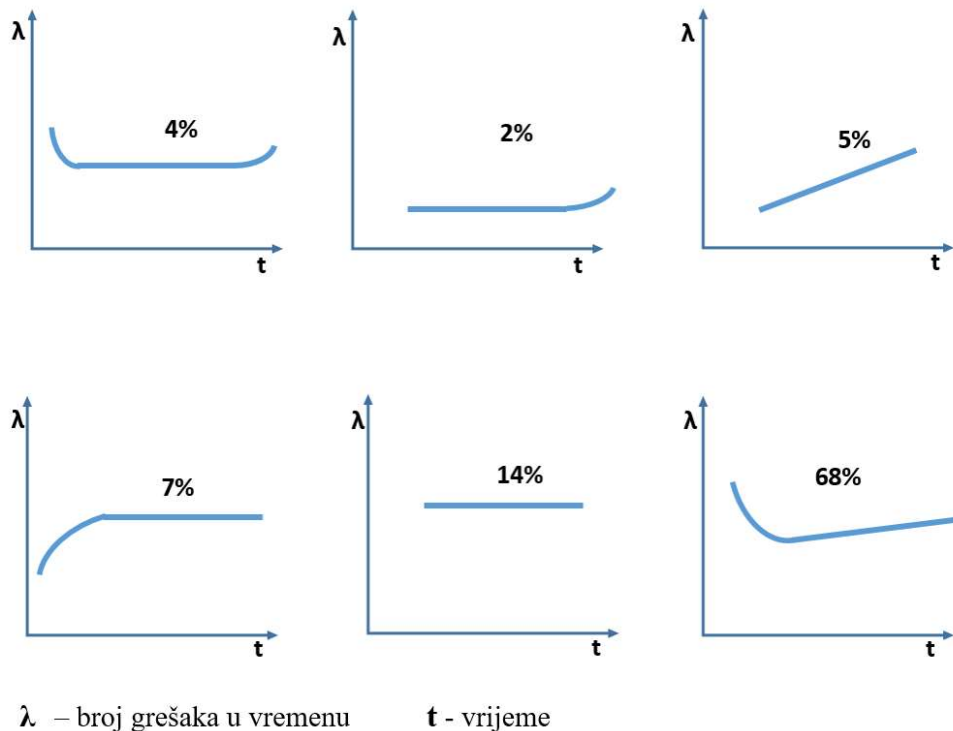 λ
4%
t
λ
2%
t
λ
5%
t
λ
7%
t
λ
14%
t
λ
68%
t
λ – broj grešaka u vremenu t - vrijeme